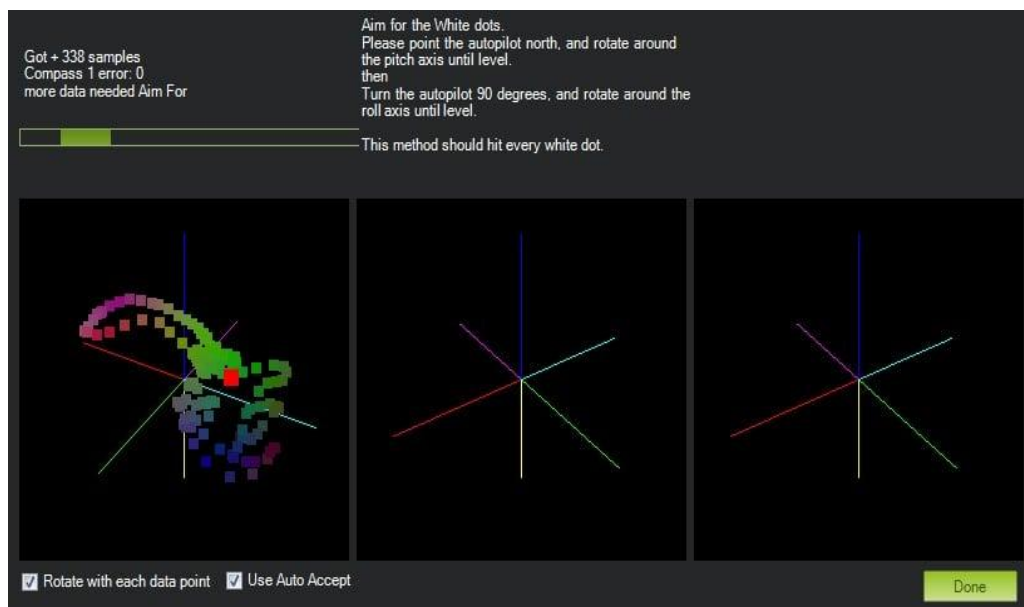 Got + 338 samples
Compass 1 error: 0
more data needed Aim For
Aim for the White dots.
Please point the autopilot north, and rotate around
the pitch axis until level.
then
Turn the autopilot 90 degrees, and rotate around the
roll axis until level.
This method should hit every white dot.
Rotate with each data point
Use Auto Accept
Done